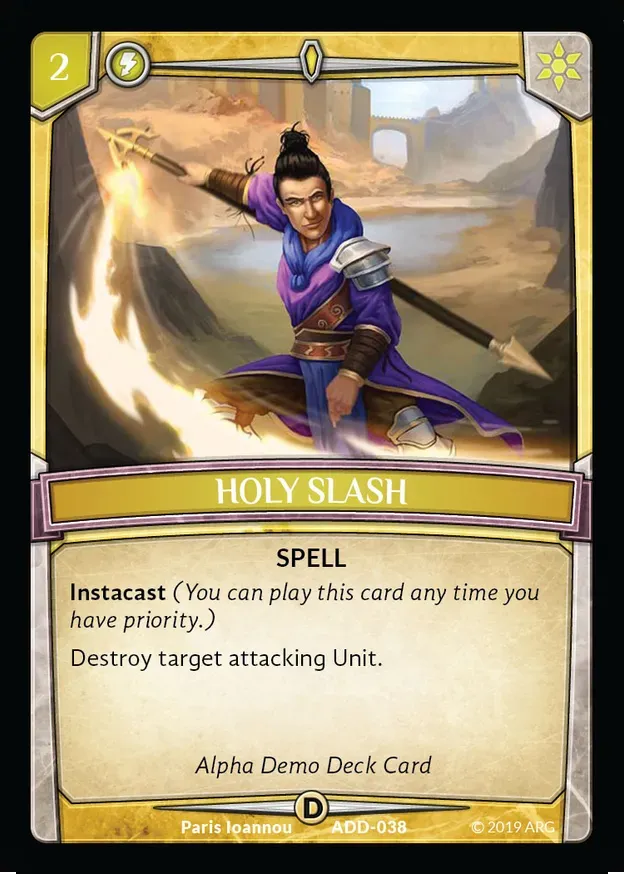 2
HOLY SLASH
SPELL
Instacast (You can play this card any time you
have priority.)
Destroy target attacking Unit.
Alpha Demo Deck Card
D
Paris Ioannou ADD-038 © 2019 ARG